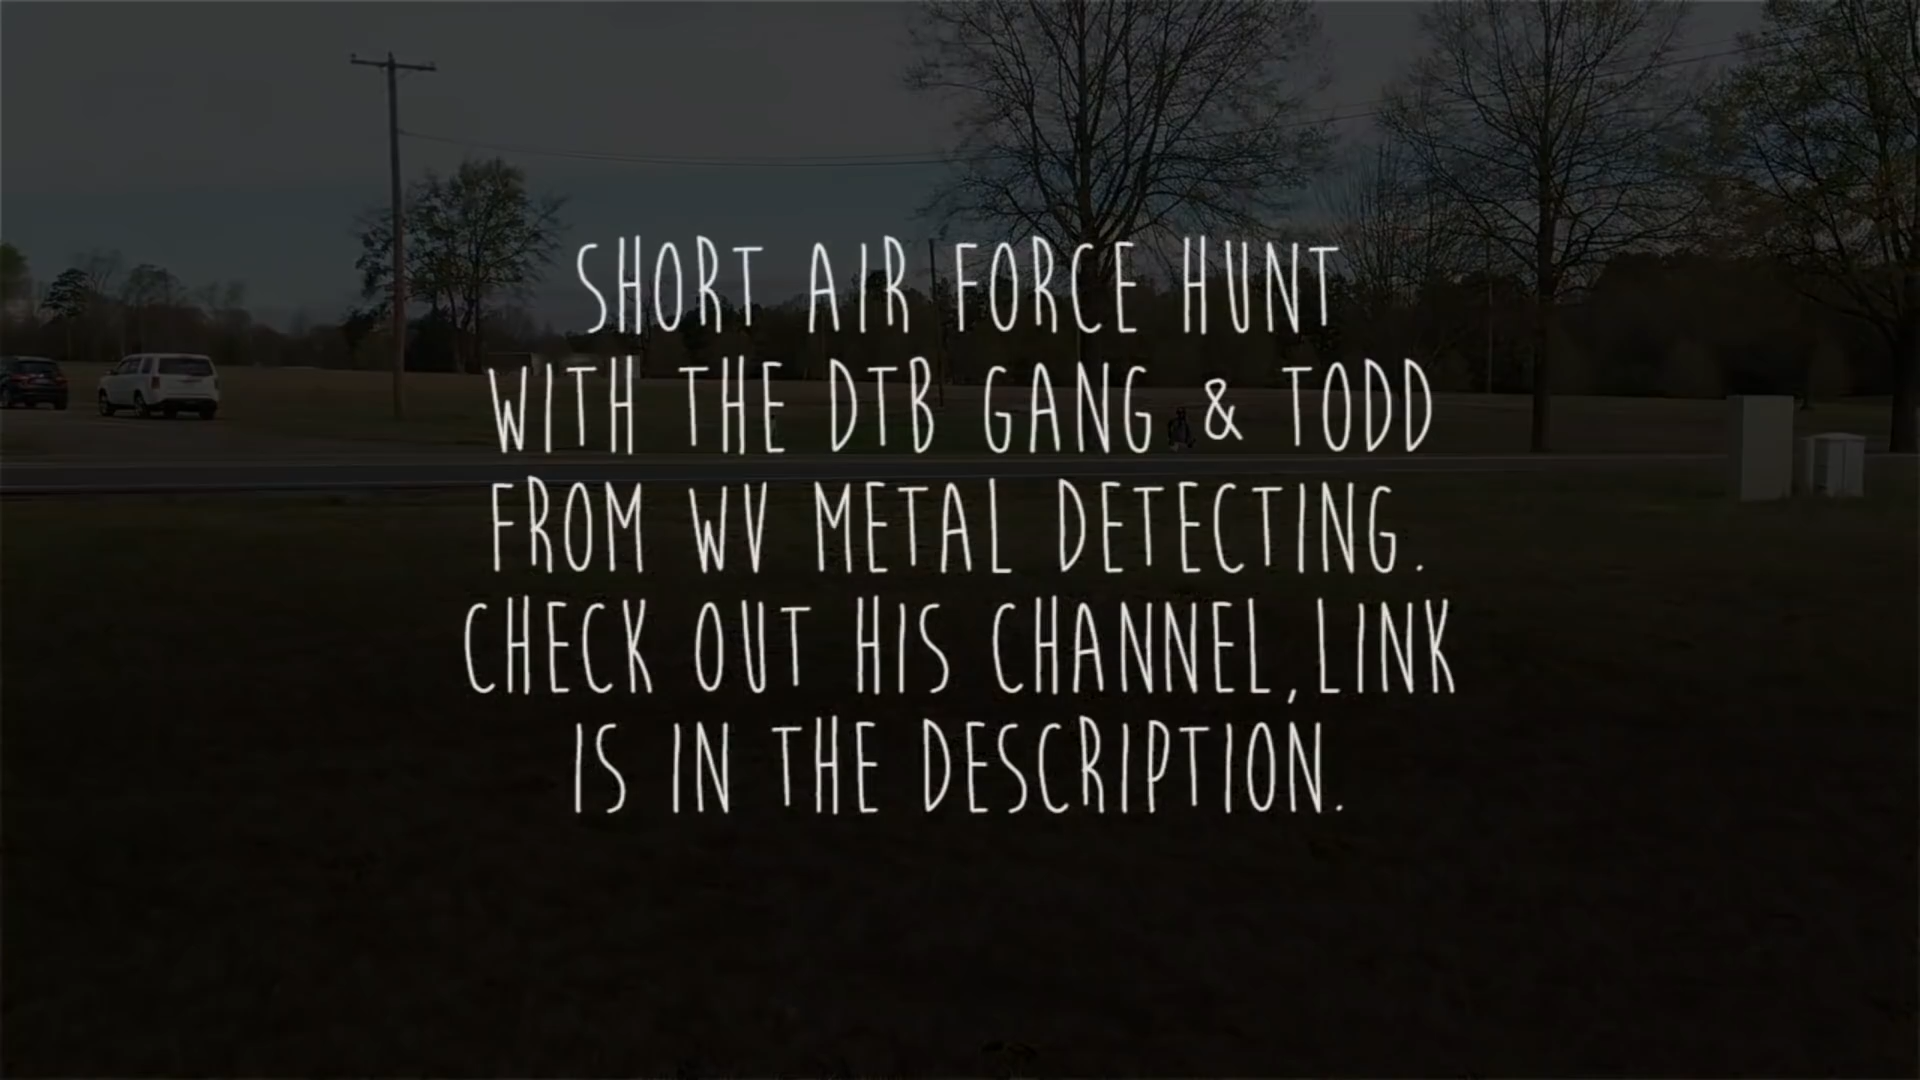 SHORT AIR FORCE HUNT
WITH THE DTB GANG & TODD
FROM WV METAL DETECTING.
CHECK OUT HIS CHANNEL,LINK
IS IN THE DESCRIPTION.